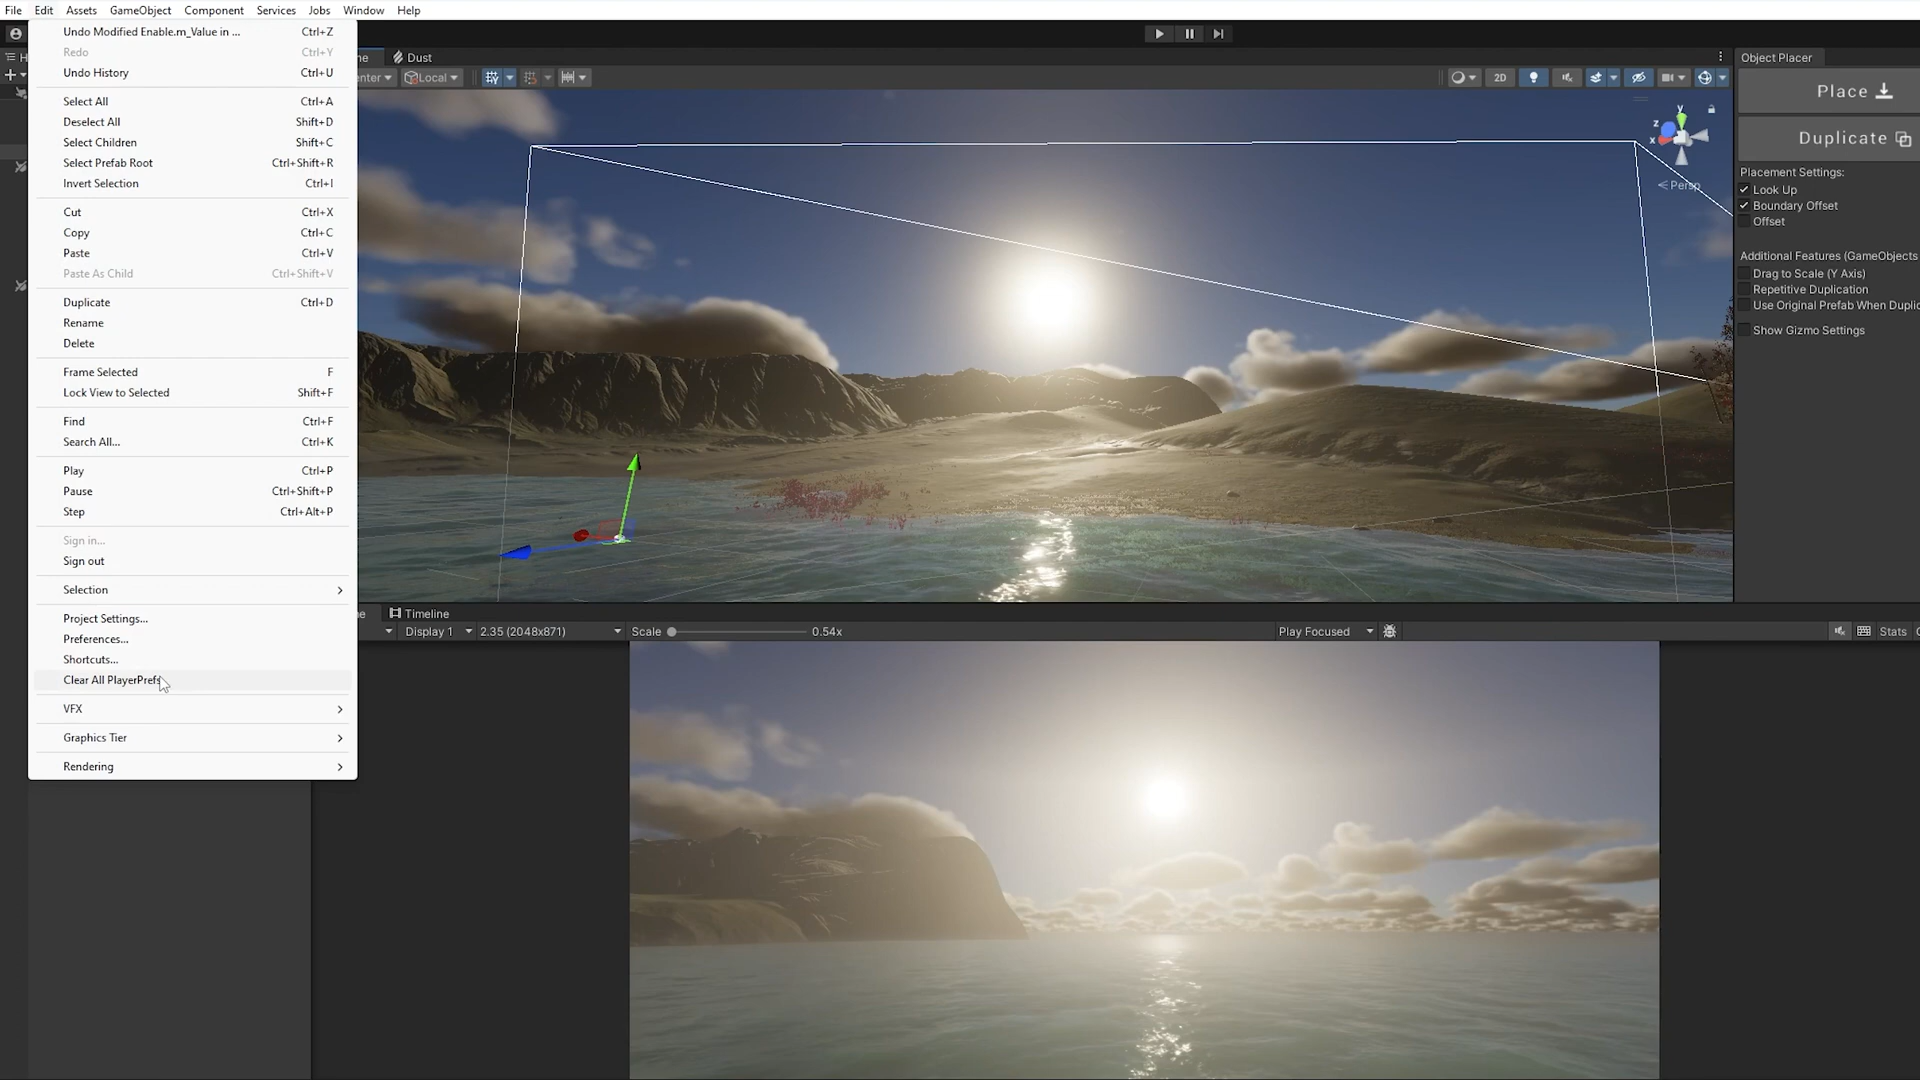 File Edit Assets GameObject Component Services Jobs Window Help
Undo Modified Enable.m_Value in ... Ctrl+Z
Redo Ctrl+Y
Undo History Ctrl+U
Select All Ctrl+A
Deselect All Shift+D
Select Children Shift+C
Select Prefab Root Ctrl+Shift+R
Invert Selection Ctrl+I
Cut Ctrl+X
Copy Ctrl+C
Paste Ctrl+V
Paste As Child Ctrl+Shift+V
Duplicate Ctrl+D
Rename
Delete
Frame Selected F
Lock View to Selected Shift+F
Find Ctrl+F
Search All... Ctrl+K
Play Ctrl+P
Pause Ctrl+Shift+P
Step Ctrl+Alt+P
Sign in...
Sign out
Selection
Project Settings...
Preferences...
Shortcuts...
Clear All PlayerPrefs
VFX
Graphics Tier
Rendering
H
ne Dust
enter Local
2D
y
z
x
Persp
Object Placer
Place
Duplicate
Placement Settings:
Look Up
Boundary Offset
Offset
Additional Features (GameObjects
Drag to Scale (Y Axis)
Repetitive Duplication
Use Original Prefab When Duplic
Show Gizmo Settings
e Timeline
Display 1 2.35 (2048x871) Scale 0.54x Play Focused Stats